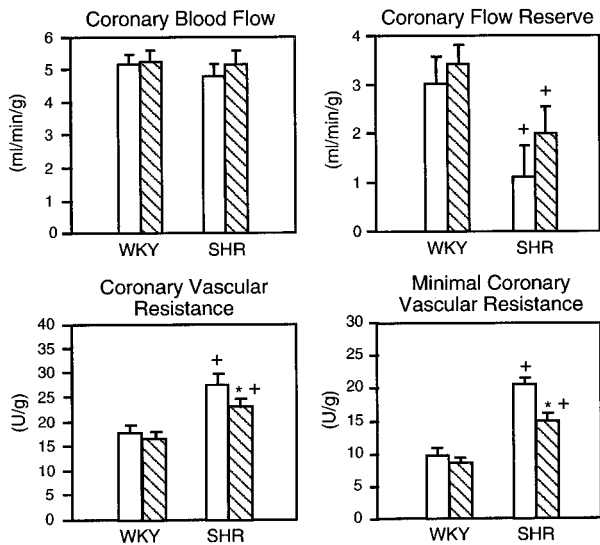 Coronary Blood Flow
(ml/min/g)
6
5
4
3
2
1
0
WKY SHR
Coronary Flow Reserve
(ml/min/g)
4
3
2
1
0
+ +
WKY SHR
Coronary Vascular
Resistance
(U/g)
40
35
30
25
20
15
10
5
0
+
* +
WKY SHR
Minimal Coronary
Vascular Resistance
(U/g)
30
25
20
15
10
5
0
+
* +
WKY SHR